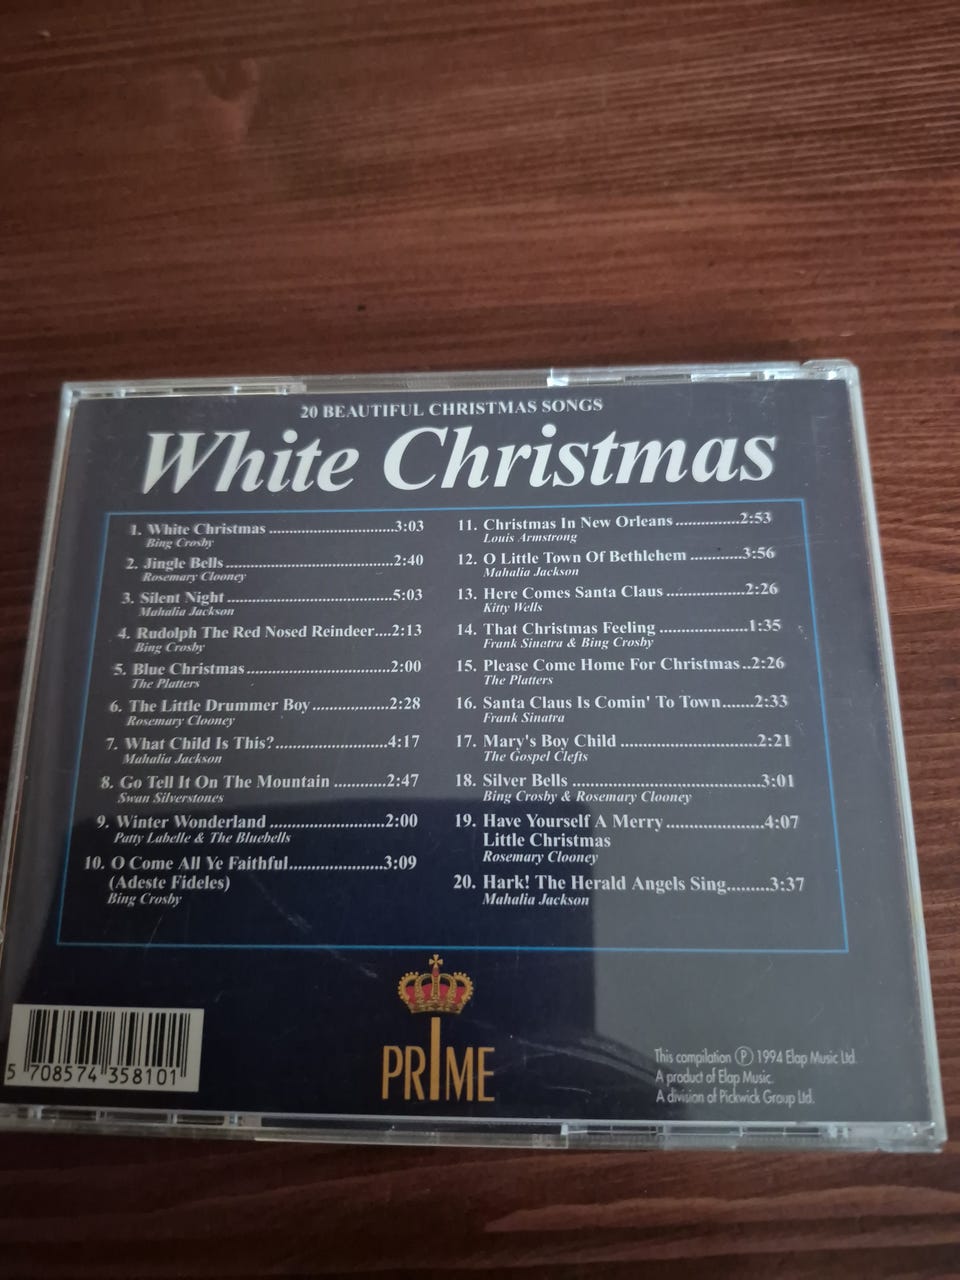 20 BEAUTIFUL CHRISTMAS SONGS
White Christmas
1. White Christmas ..............................3:03
Bing Crosby
2. Jingle Bells.........................................2:40
Rosemary Clooney
3. Silent Night ........................................5:03
Mahalia Jackson
4. Rudolph The Red Nosed Reindeer....2:13
Bing Crosby
5. Blue Christmas...................................2:00
The Platters
6. The Little Drummer Boy..................2:28
Rosemary Clooney
7. What Child Is This?...........................4:17
Mahalia Jackson
8. Go Tell It On The Mountain .............2:47
Swan Silverstones
9. Winter Wonderland ...........................2:00
Patty Labelle & The Bluebells
10. O Come All Ye Faithful.......................3:09
(Adeste Fideles)
Bing Crosby
11. Christmas In New Orleans ...............2:53
Louis Armstrong
12. O Little Town Of Bethlehem ............3:56
Mahalia Jackson
13. Here Comes Santa Claus ..................2:26
Kitty Wells
14. That Christmas Feeling ....................1:35
Frank Sinatra & Bing Crosby
15. Please Come Home For Christmas..2:26
The Platters
16. Santa Claus Is Comin' To Town.......2:33
Frank Sinatra
17. Mary's Boy Child ..............................2:21
The Gospel Clefts
18. Silver Bells .........................................3:01
Bing Crosby & Rosemary Clooney
19. Have Yourself A Merry .....................4:07
Little Christmas
Rosemary Clooney
20. Hark! The Herald Angels Sing.........3:37
Mahalia Jackson
PRIME
5 708574 358101
This compilation Ⓟ 1994 Elap Music Ltd.
A product of Elap Music.
A division of Pickwick Group Ltd.